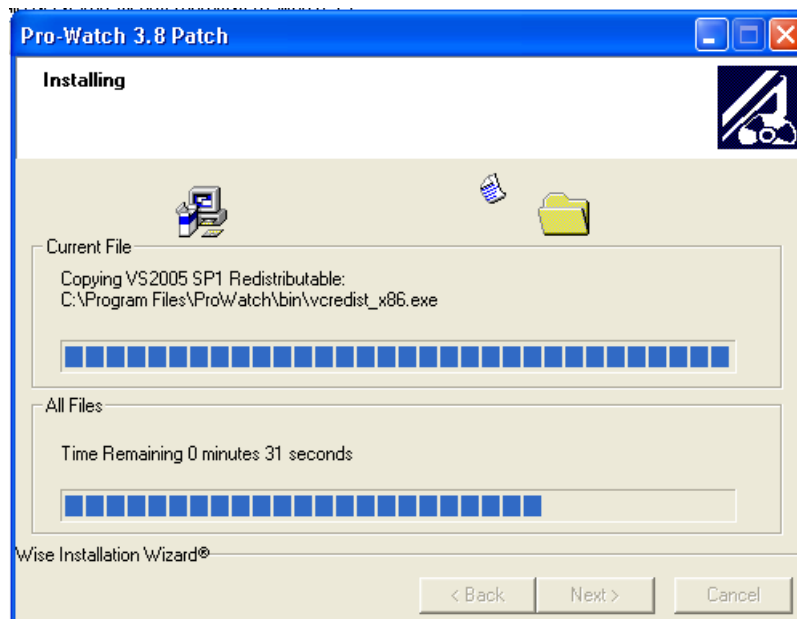 Pro-Watch 3.8 Patch
Installing
Current File
Copying VS2005 SP1 Redistributable:
C:\Program Files\ProWatch\bin\vcredist_x86.exe
All Files
Time Remaining 0 minutes 31 seconds
Wise Installation Wizard®
< Back
Next >
Cancel